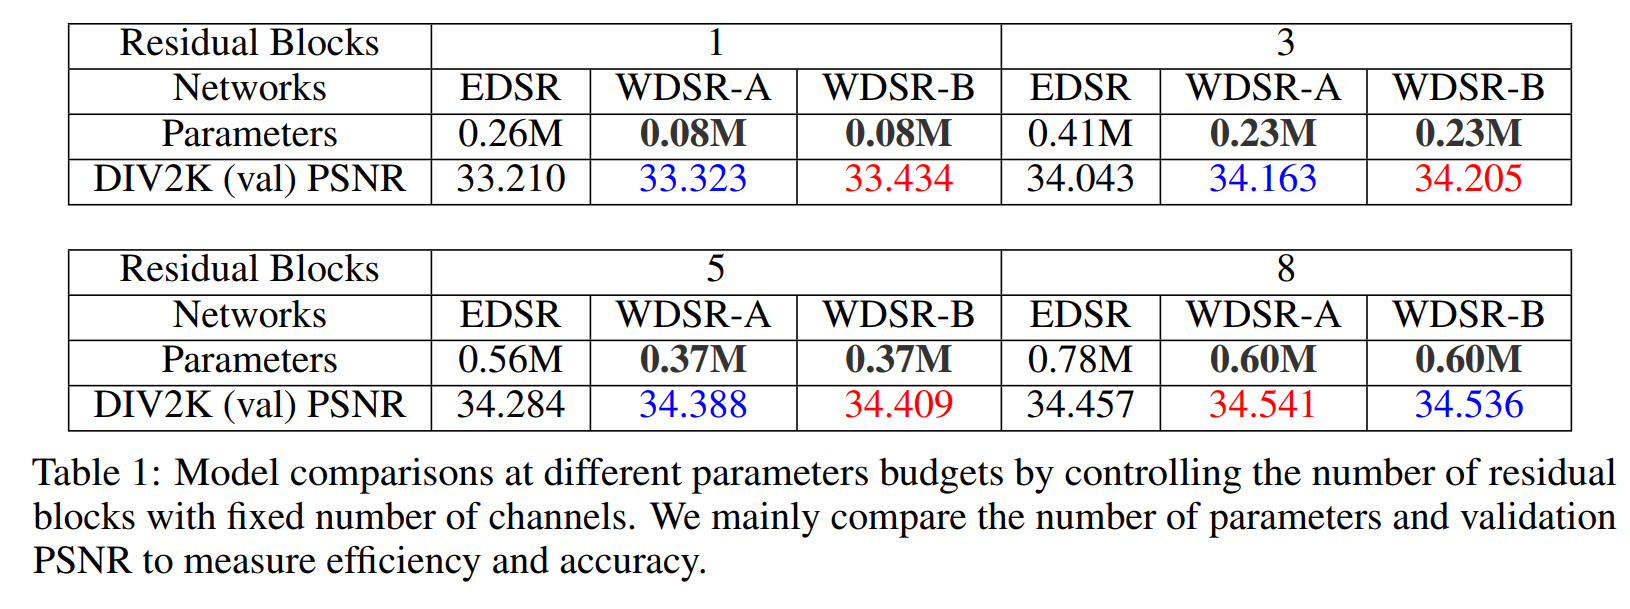 Residual Blocks 1 3
Networks EDSR WDSR-A WDSR-B EDSR WDSR-A WDSR-B
Parameters 0.26M 0.08M 0.08M 0.41M 0.23M 0.23M
DIV2K (val) PSNR 33.210 33.323 33.434 34.043 34.163 34.205
Residual Blocks 5 8
Networks EDSR WDSR-A WDSR-B EDSR WDSR-A WDSR-B
Parameters 0.56M 0.37M 0.37M 0.78M 0.60M 0.60M
DIV2K (val) PSNR 34.284 34.388 34.409 34.457 34.541 34.536
Table 1: Model comparisons at different parameters budgets by controlling the number of residual
blocks with fixed number of channels. We mainly compare the number of parameters and validation
PSNR to measure efficiency and accuracy.